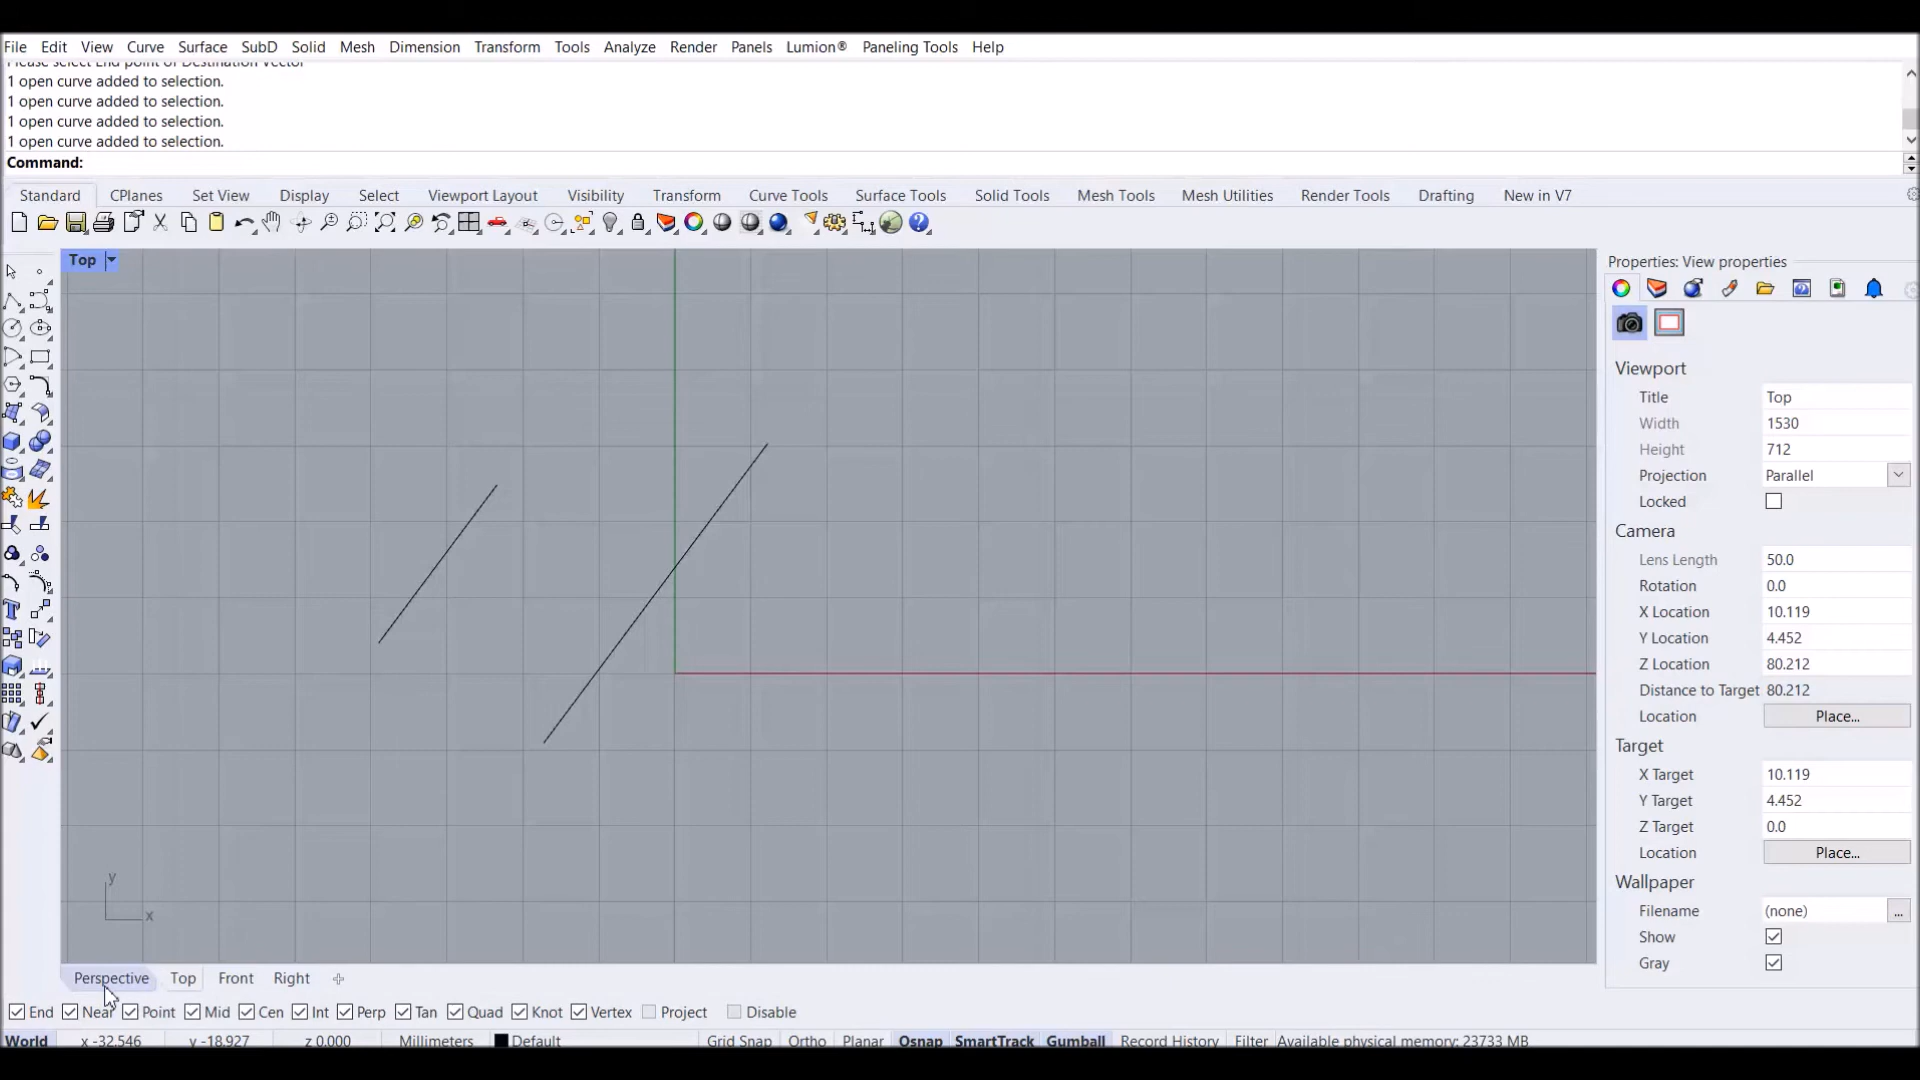 File Edit View Curve Surface SubD Solid Mesh Dimension Transform Tools Analyze Render Panels Lumion® Paneling Tools Help
Please select End point of Destination Vector
1 open curve added to selection.
1 open curve added to selection.
1 open curve added to selection.
1 open curve added to selection.
Command:
Standard CPlanes Set View Display Select Viewport Layout Visibility Transform Curve Tools Surface Tools Solid Tools Mesh Tools Mesh Utilities Render Tools Drafting New in V7
Top
Properties: View properties
Viewport
Title Top
Width 1530
Height 712
Projection Parallel
Locked
Camera
Lens Length 50.0
Rotation 0.0
X Location 10.119
Y Location 4.452
Z Location 80.212
Distance to Target 80.212
Location Place...
Target
X Target 10.119
Y Target 4.452
Z Target 0.0
Location Place...
Wallpaper
Filename (none) ...
Show
Gray
y
x
Perspective Top Front Right
End Near Point Mid Cen Int Perp Tan Quad Knot Vertex Project Disable
World x -32.546 y -18.927 z 0.000 Millimeters Default Grid Snap Ortho Planar Osnap SmartTrack Gumball Record History Filter Available physical memory: 23733 MB